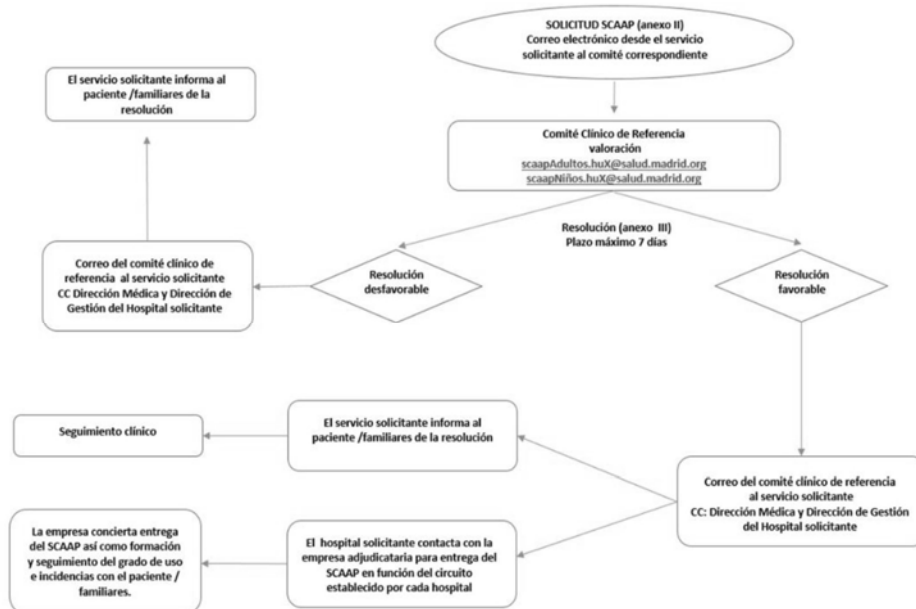 SOLICITUD SCAAP (anexo II)
Correo electrónico desde el servicio
solicitante al comité correspondiente
El servicio solicitante informa al
paciente /familiares de la
resolución
Comité Clínico de Referencia
valoración
scaapAdultos.huX@salud.madrid.org
scaapNiños.huX@salud.madrid.org
Resolución (anexo III)
Plazo máximo 7 días
Correo del comité clínico de
referencia al servicio solicitante
CC Dirección Médica y Dirección de
Gestión del Hospital solicitante
Resolución
desfavorable
Resolución
favorable
Seguimiento clínico
El servicio solicitante informa al
paciente /familiares de la resolución
Correo del comité clínico de referencia
al servicio solicitante
CC: Dirección Médica y Dirección de Gestión
del Hospital solicitante
La empresa concierta entrega
del SCAAP así como formación
y seguimiento del grado de uso
e incidencias con el paciente /
familiares.
El hospital solicitante contacta con la
empresa adjudicataria para entrega del
SCAAP en función del circuito
establecido por cada hospital